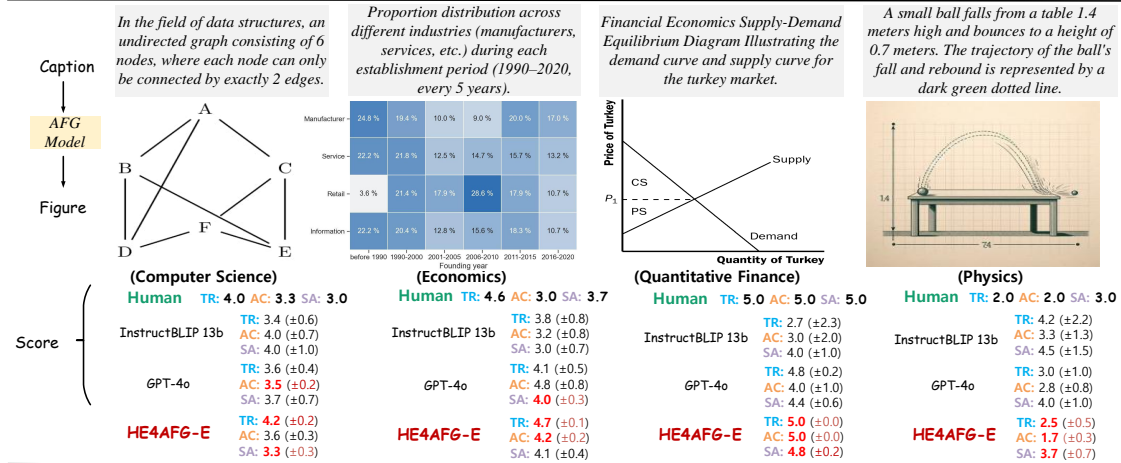 Caption
AFG
Model
Figure
In the field of data structures, an
undirected graph consisting of 6
nodes, where each node can only
be connected by exactly 2 edges.
Proportion distribution across
different industries (manufacturers,
services, etc.) during each
establishment period (1990–2020,
every 5 years).
Financial Economics Supply-Demand
Equilibrium Diagram Illustrating the
demand curve and supply curve for
the turkey market.
A small ball falls from a table 1.4
meters high and bounces to a height of
0.7 meters. The trajectory of the ball's
fall and rebound is represented by a
dark green dotted line.
A
B
C
F
D
E
Manufacturer 24.8 % 19.4 % 10.0 % 9.0 % 20.0 % 17.0 %
Service 22.2 % 21.8 % 12.5 % 14.7 % 15.7 % 13.2 %
Retail 3.6 % 21.4 % 17.9 % 28.6 % 17.9 % 10.7 %
Information 22.2 % 20.4 % 12.8 % 15.6 % 18.3 % 10.7 %
before 1990 1990-2000 2001-2005 2006-2010 2011-2015 2016-2020
Founding year
Price of Turkey
Supply
CS
P₁
PS
Demand
Quantity of Turkey
1.4
7.4
Score
(Computer Science)
Human TR: 4.0 AC: 3.3 SA: 3.0
InstructBLIP 13b
TR: 3.4 (±0.6)
AC: 4.0 (±0.7)
SA: 4.0 (±1.0)
GPT-4o
TR: 3.6 (±0.4)
AC: 3.5 (±0.2)
SA: 3.7 (±0.7)
HE4AFG-E
TR: 4.2 (±0.2)
AC: 3.6 (±0.3)
SA: 3.3 (±0.3)
(Economics)
Human TR: 4.6 AC: 3.0 SA: 3.7
InstructBLIP 13b
TR: 3.8 (±0.8)
AC: 3.2 (±0.8)
SA: 3.0 (±0.7)
GPT-4o
TR: 4.1 (±0.5)
AC: 4.8 (±0.8)
SA: 4.0 (±0.3)
HE4AFG-E
TR: 4.7 (±0.1)
AC: 4.2 (±0.2)
SA: 4.1 (±0.4)
(Quantitative Finance)
Human TR: 5.0 AC: 5.0 SA: 5.0
InstructBLIP 13b
TR: 2.7 (±2.3)
AC: 3.0 (±2.0)
SA: 4.0 (±1.0)
GPT-4o
TR: 4.8 (±0.2)
AC: 4.0 (±1.0)
SA: 4.4 (±0.6)
HE4AFG-E
TR: 5.0 (±0.0)
AC: 5.0 (±0.0)
SA: 4.8 (±0.2)
(Physics)
Human TR: 2.0 AC: 2.0 SA: 3.0
InstructBLIP 13b
TR: 4.2 (±2.2)
AC: 3.3 (±1.3)
SA: 4.5 (±1.5)
GPT-4o
TR: 3.0 (±1.0)
AC: 2.8 (±0.8)
SA: 4.0 (±1.0)
HE4AFG-E
TR: 2.5 (±0.5)
AC: 1.7 (±0.3)
SA: 3.7 (±0.7)